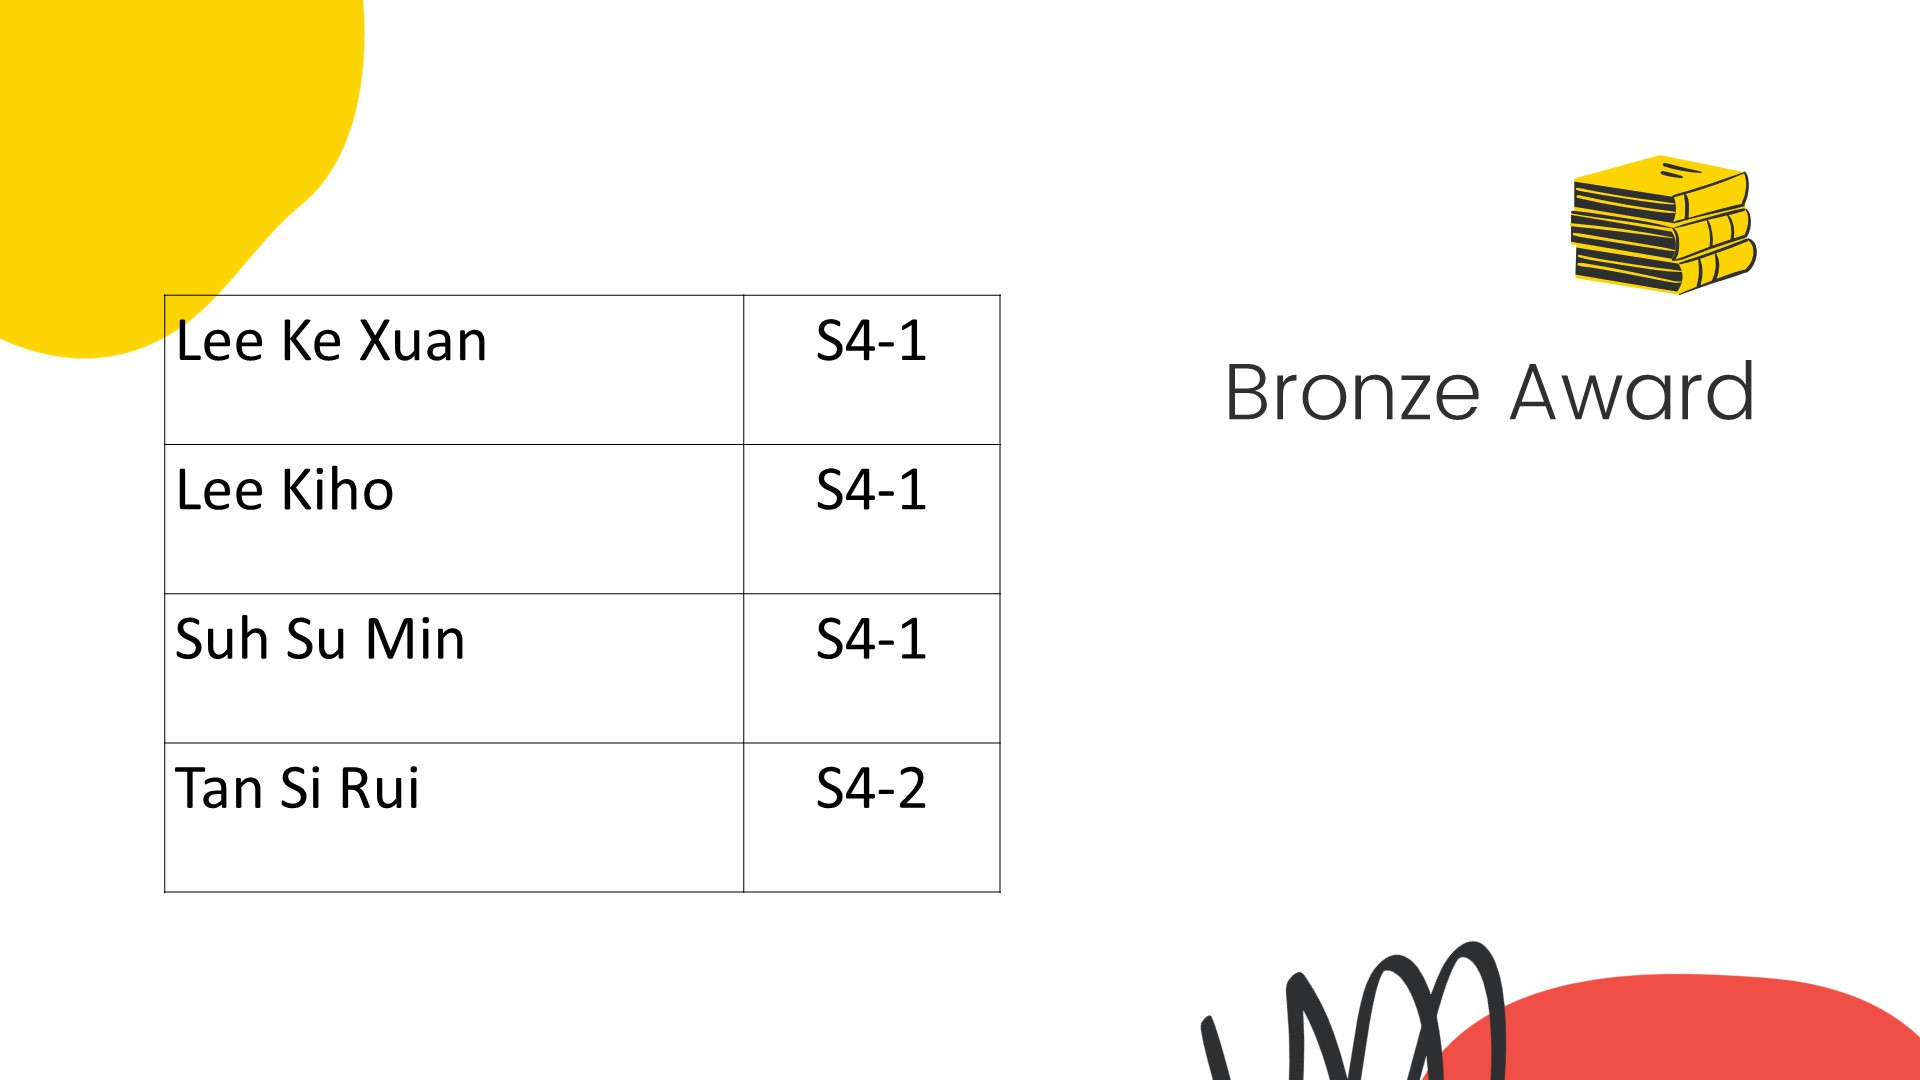 Lee Ke Xuan S4-1
Lee Kiho S4-1
Suh Su Min S4-1
Tan Si Rui S4-2
Bronze Award